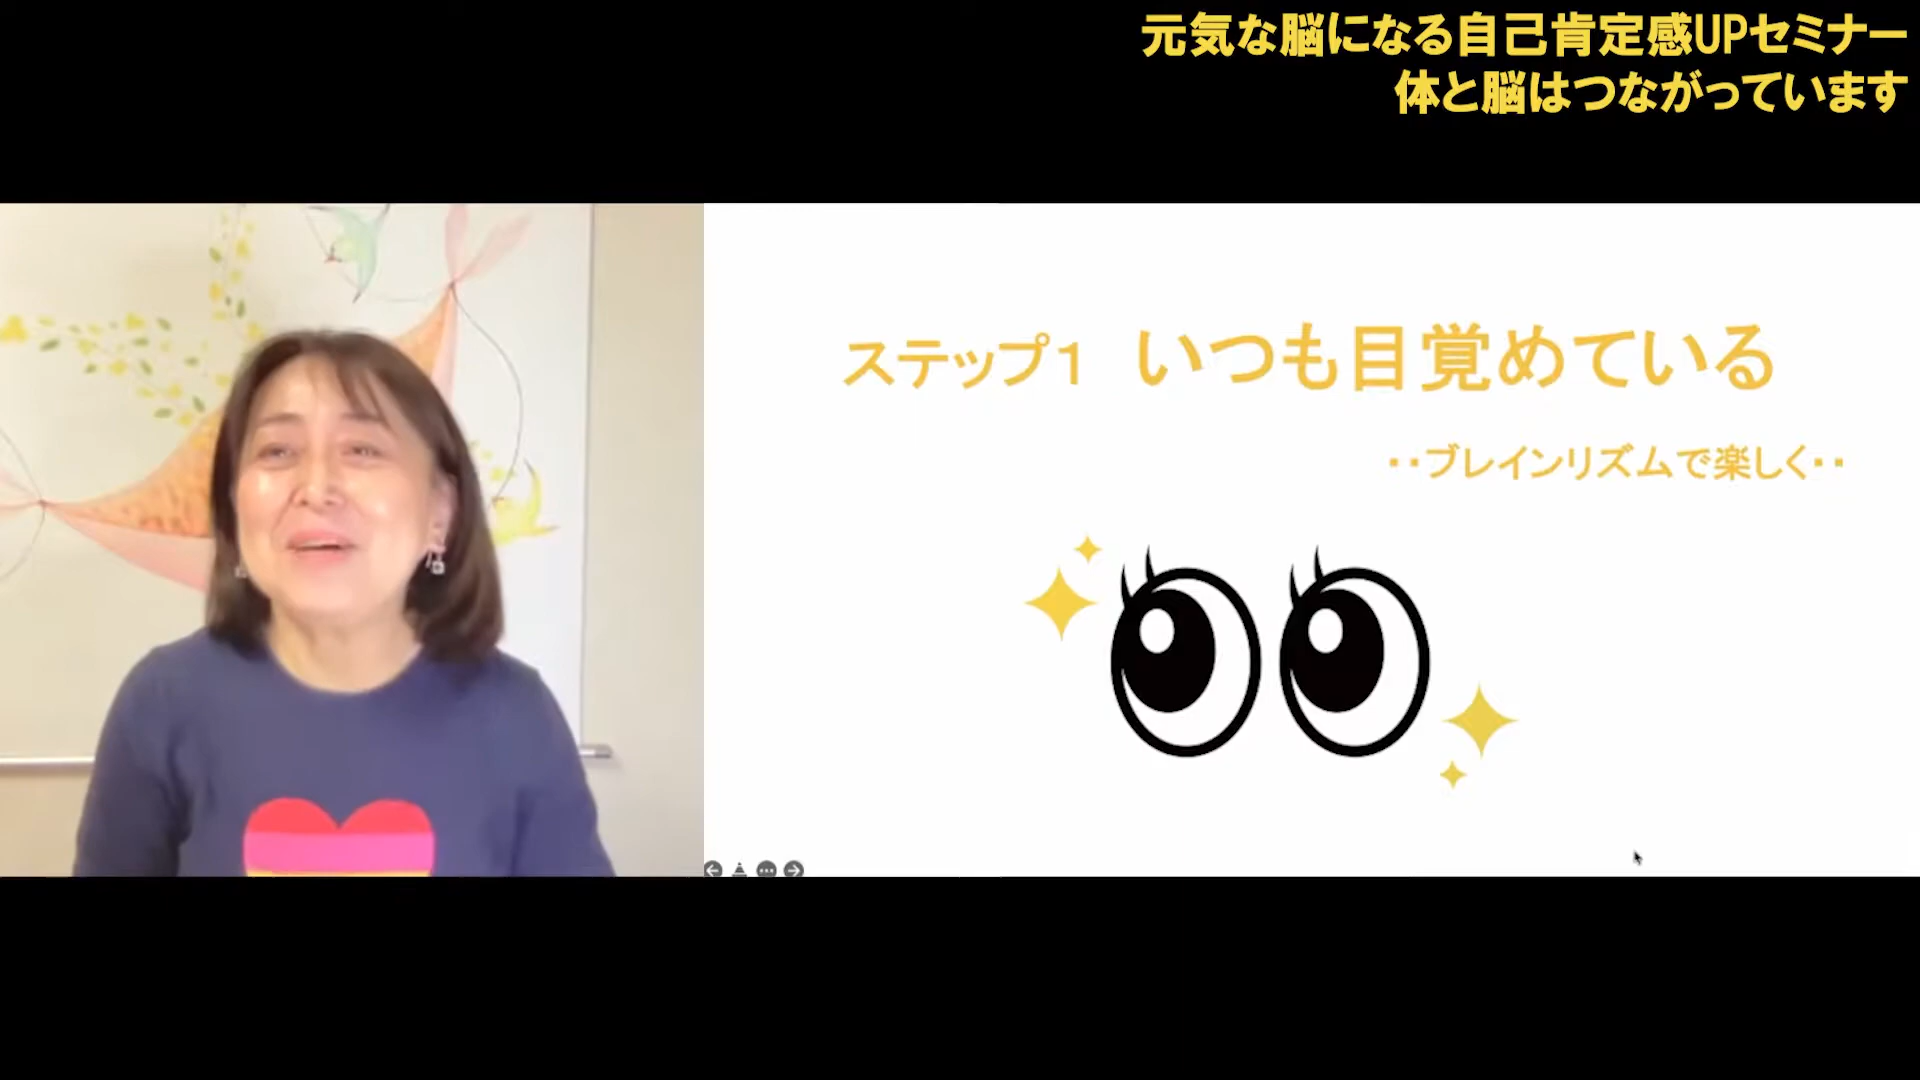 元気な脳になる自己肯定感UPセミナー
体と脳はつながっています
ステップ1 いつも目覚めている
・・ブレインリズムで楽しく・・